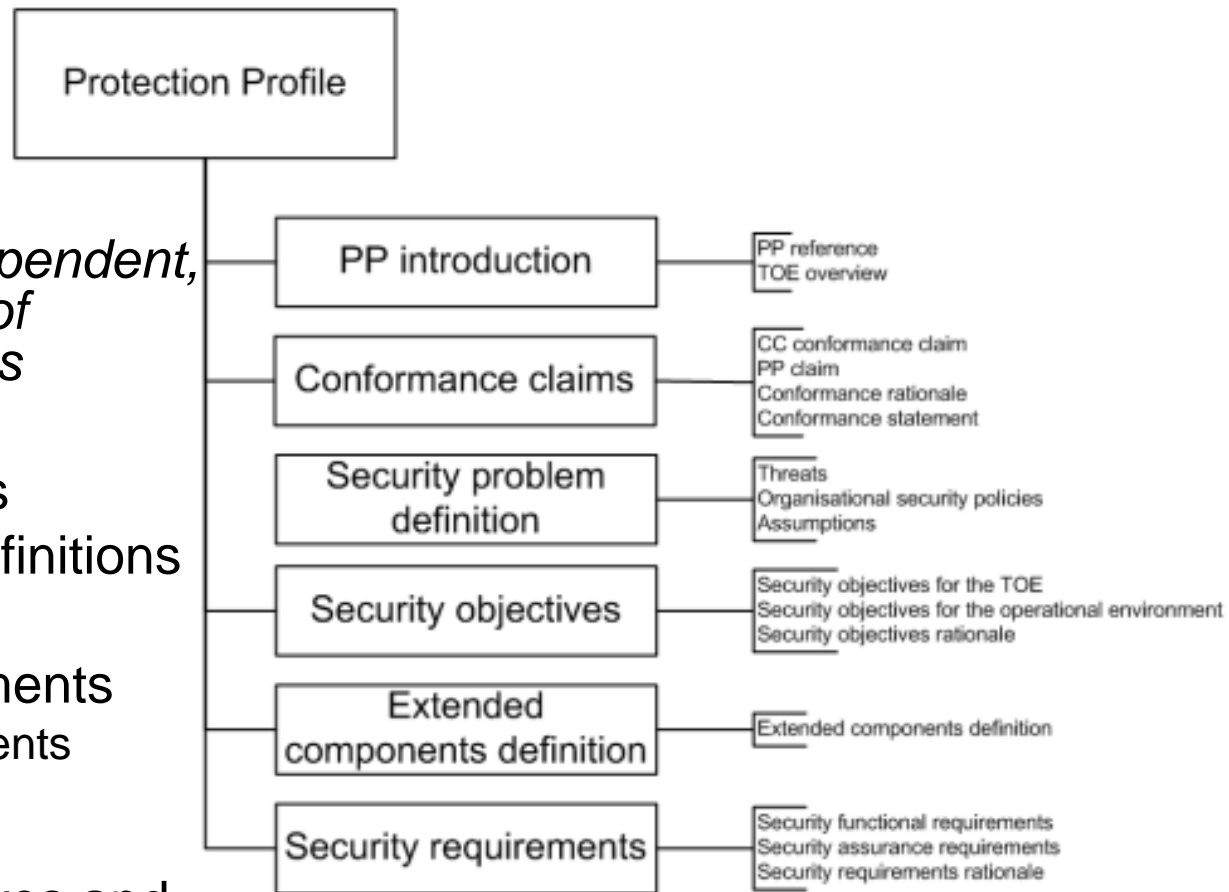 Protection Profile
pendent,
of
s
s
finitions
nents
ents
res and
PP introduction
PP reference
TOE overview
Conformance claims
CC conformance claim
PP claim
Conformance rationale
Conformance statement
Security problem
definition
Threats
Organisational security policies
Assumptions
Security objectives
Security objectives for the TOE
Security objectives for the operational environment
Security objectives rationale
Extended
components definition
Extended components definition
Security requirements
Security functional requirements
Security assurance requirements
Security requirements rationale